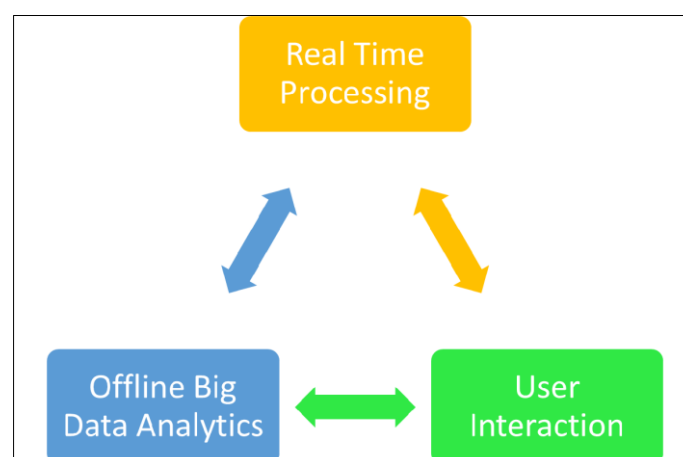 Real Time
Processing
Offline Big
Data Analytics
User
Interaction